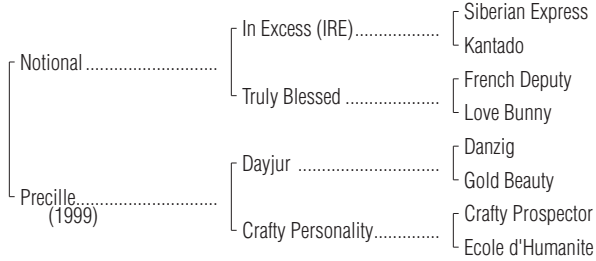 Siberian Express
In Excess (IRE)....................
Kantado
Notional ..............................
French Deputy
Truly Blessed .....................
Love Bunny
Danzig
Dayjur ................................
Gold Beauty
Precille................................
(1999)
Crafty Prospector
Crafty Personality...............
Ecole d'Humanite